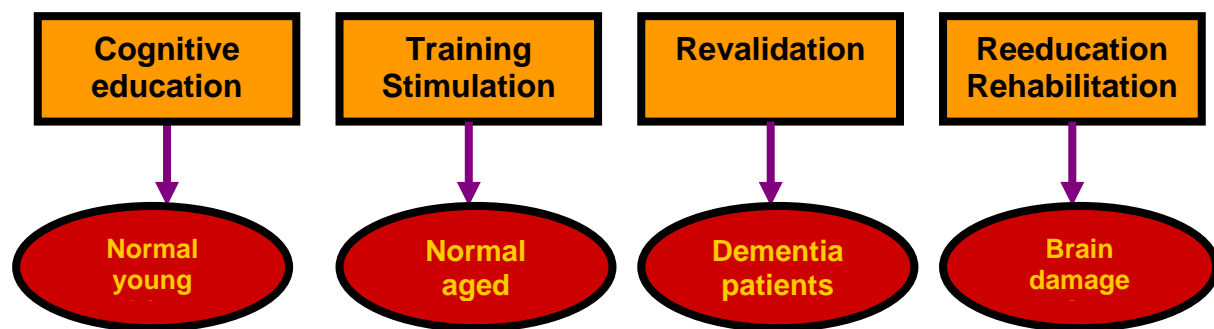 Cognitive
education
Training
Stimulation
Revalidation
Reeducation
Rehabilitation
Normal
young
Normal
aged
Dementia
patients
Brain
damage